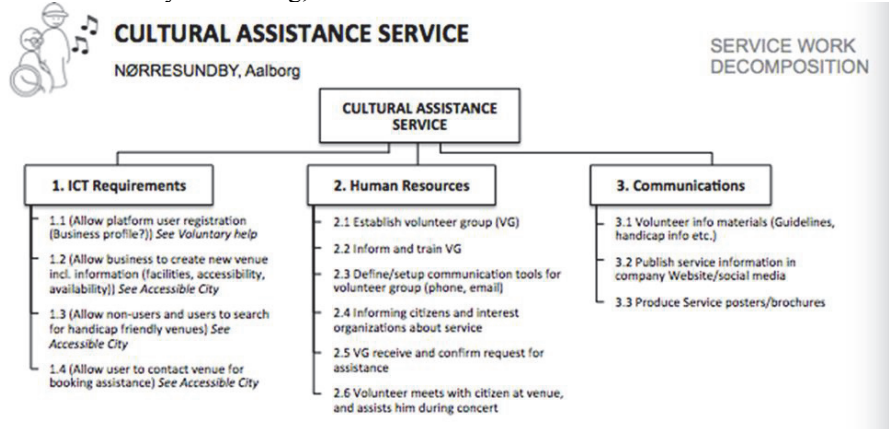 CULTURAL ASSISTANCE SERVICE
NØRRESUNDBY, Aalborg
SERVICE WORK
DECOMPOSITION
CULTURAL ASSISTANCE
SERVICE
1. ICT Requirements
1.1 (Allow platform user registration
(Business profile?)) See Voluntary help
1.2 (Allow business to create new venue
incl. information (facilities, accessibility,
availability)) See Accessible City
1.3 (Allow non-users and users to search
for handicap friendly venues) See
Accessible City
1.4 (Allow user to contact venue for
booking assistance) See Accessible City
2. Human Resources
2.1 Establish volunteer group (VG)
2.2 Inform and train VG
2.3 Define/setup communication tools for
volunteer group (phone, email)
2.4 Informing citizens and interest
organizations about service
2.5 VG receive and confirm request for
assistance
2.6 Volunteer meets with citizen at venue,
and assists him during concert
3. Communications
3.1 Volunteer info materials (Guidelines,
handicap info etc.)
3.2 Publish service information in
company Website/social media
3.3 Produce Service posters/brochures